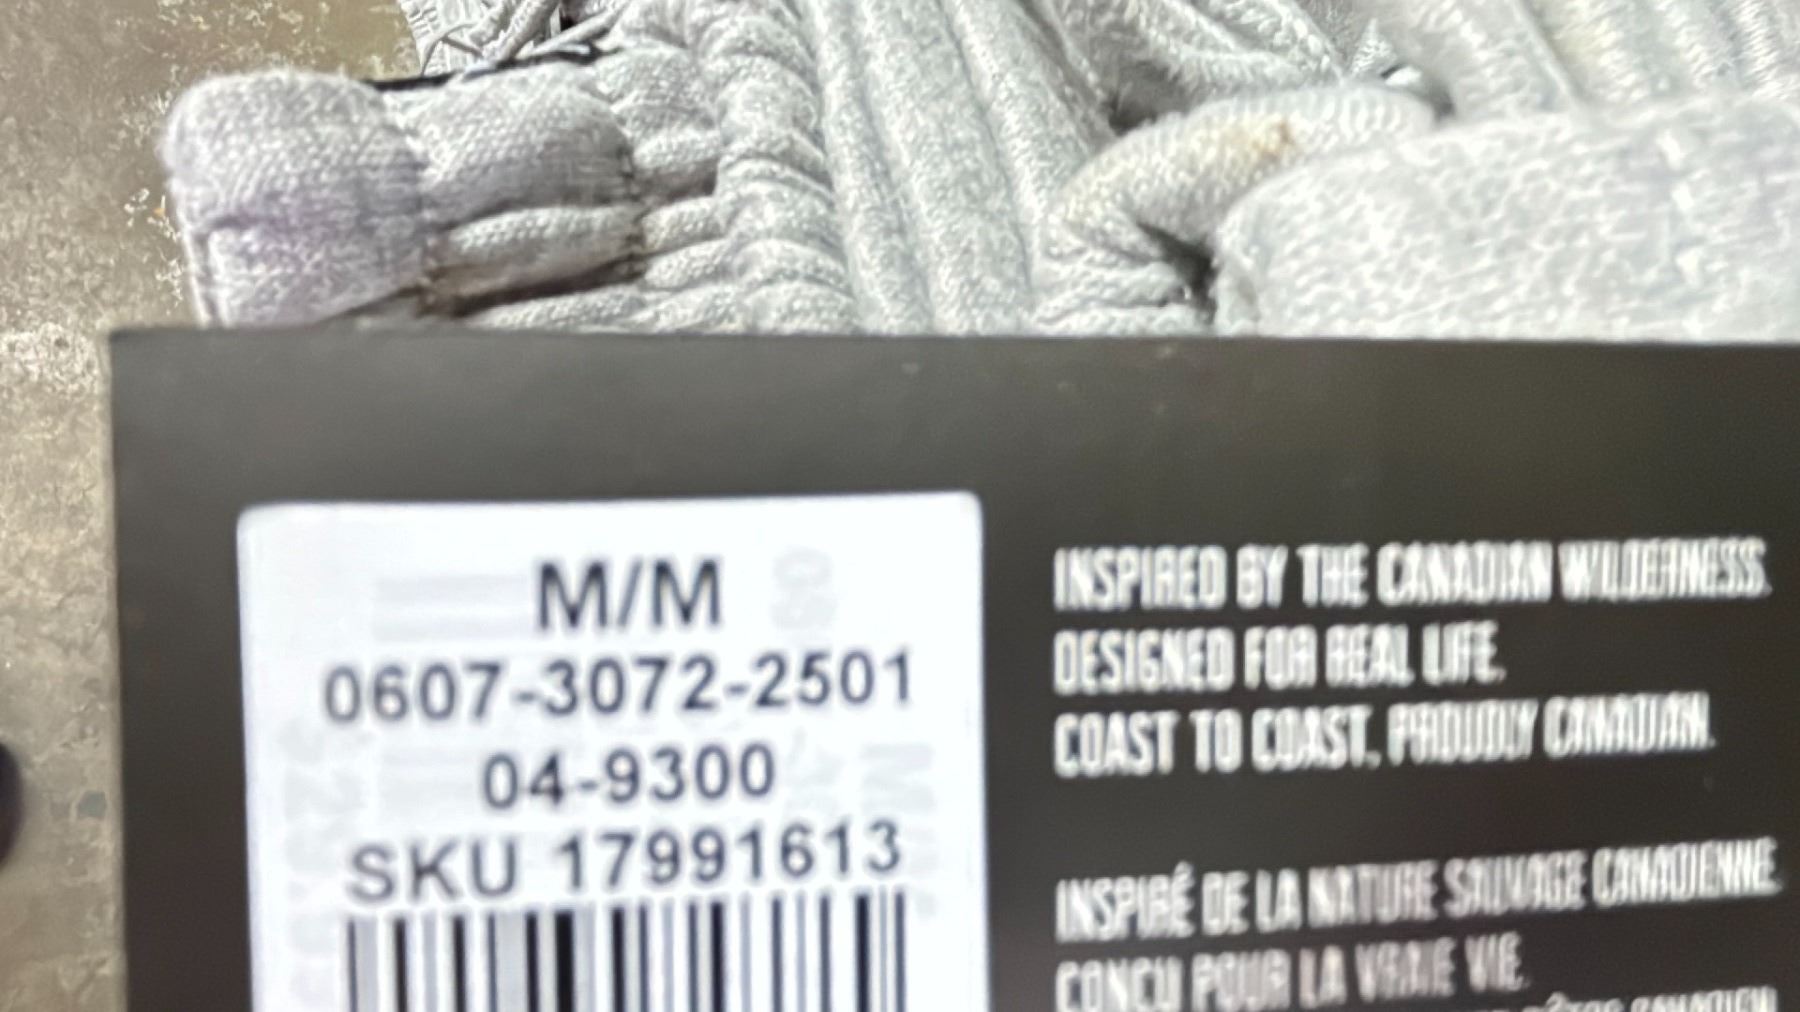 M/M
0607-3072-2501
04-9300
SKU 17991613
INSPIRED BY THE CANADIAN WILDERNESS.
DESIGNED FOR REAL LIFE.
COAST TO COAST, PROUDLY CANADIAN.
INSPIRÉ DE LA NATURE SAUVAGE CANADIENNE.
CONÇU POUR LA VRAIE VIE.